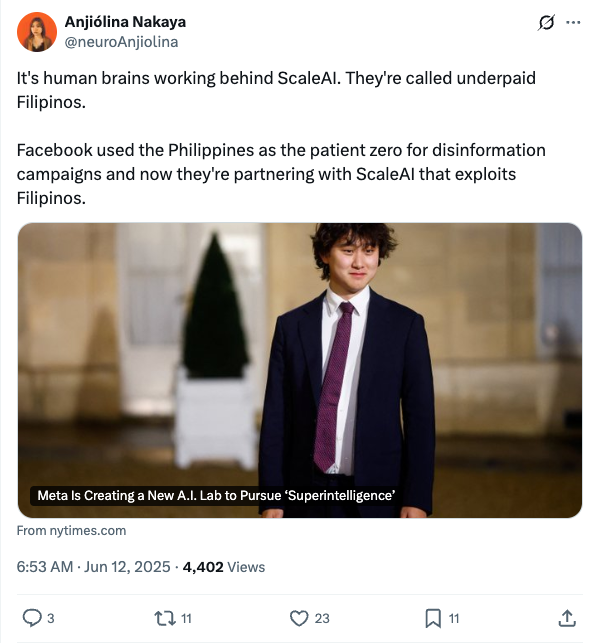 Anjiólina Nakaya
@neuroAnjiolina
It's human brains working behind ScaleAI. They're called underpaid
Filipinos.
Facebook used the Philippines as the patient zero for disinformation
campaigns and now they're partnering with ScaleAI that exploits
Filipinos.
Meta Is Creating a New A.I. Lab to Pursue ‘Superintelligence’
From nytimes.com
6:53 AM · Jun 12, 2025 · 4,402 Views
3 11 23 11